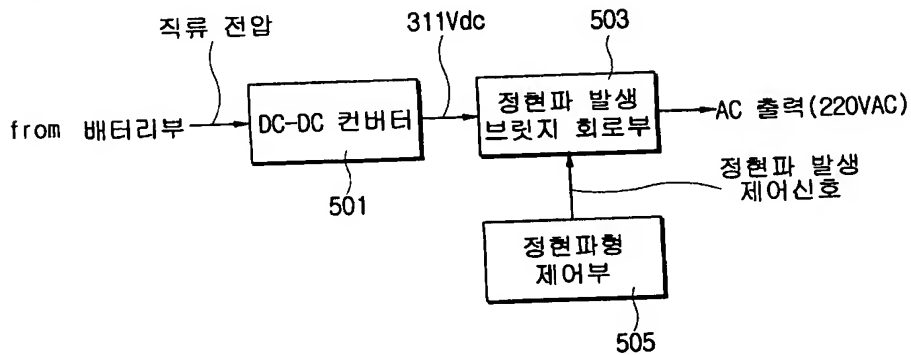 직류 전압
311Vdc
503
from 배터리부
DC-DC 컨버터
정현파 발생
브릿지 회로부
AC 출력(220VAC)
501
정현파 발생
제어신호
정현파형
제어부
505